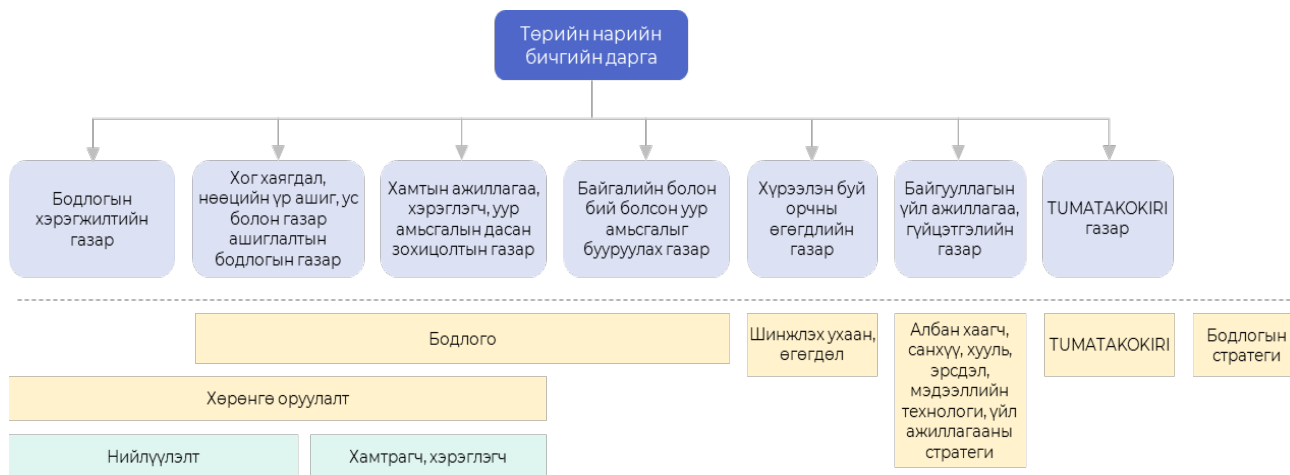 Төрийн нарийн
бичгийн дарга
Бодлогын
хэрэгжилтийн
газар
Хог хаягдал,
нөөцийн үр ашиг, ус
болон газар
ашиглалтын
бодлогын газар
Хамтын ажиллагаа,
хэрэглэгч, уур
амьсгалын дасан
зохицолтын газар
Байгалийн болон
бий болсон уур
амьсгалыг
бууруулах газар
Хүрээлэн буй
орчны
өгөгдлийн
газар
Байгууллагын
үйл ажиллагаа,
гүйцэтгэлийн
газар
TUMATAKOKIRI
газар
Бодлого
Шинжлэх ухаан,
өгөгдөл
Албан хаагч,
санхүү, хууль,
эрсдэл,
мэдээллийн
технологи, үйл
ажиллагааны
стратеги
TUMATAKOKIRI
Бодлогын
стратеги
Хөрөнгө оруулалт
Нийлүүлэлт
Хамтрагч, хэрэглэгч